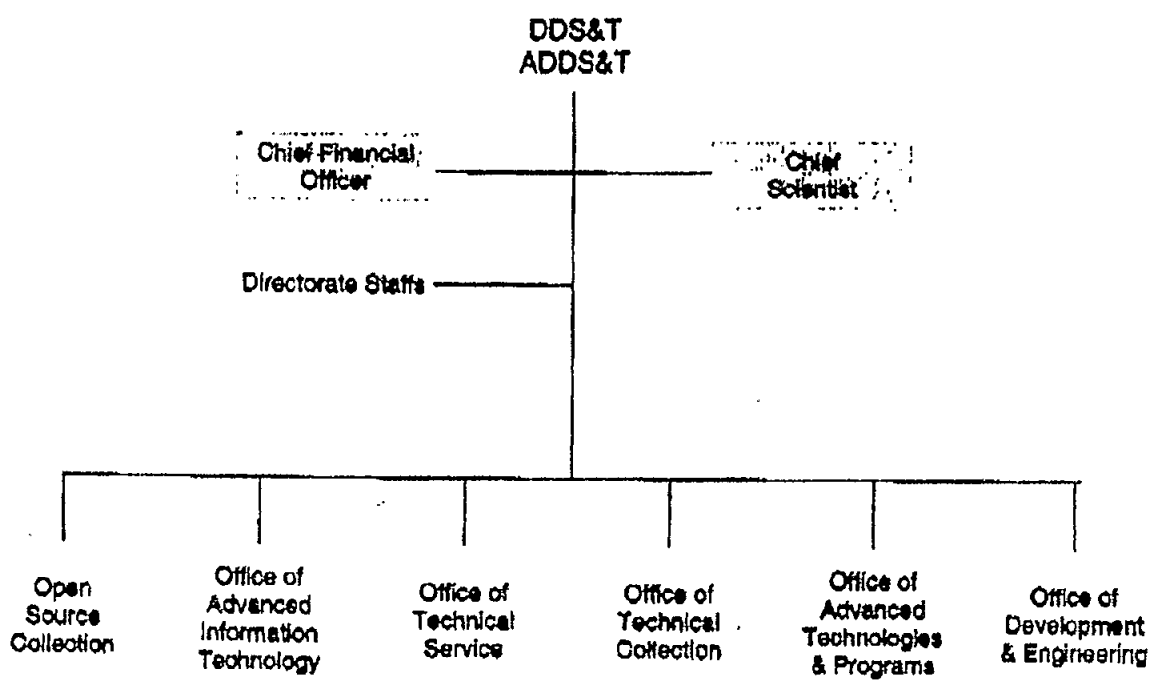 DDS&T
ADDS&T
Chief Financial
Officer
Chief
Scientist
Directorate Staffs
Open
Source
Collection
Office of
Advanced
Information
Technology
Office of
Technical
Service
Office of
Technical
Collection
Office of
Advanced
Technologies
& Programs
Office of
Development
& Engineering